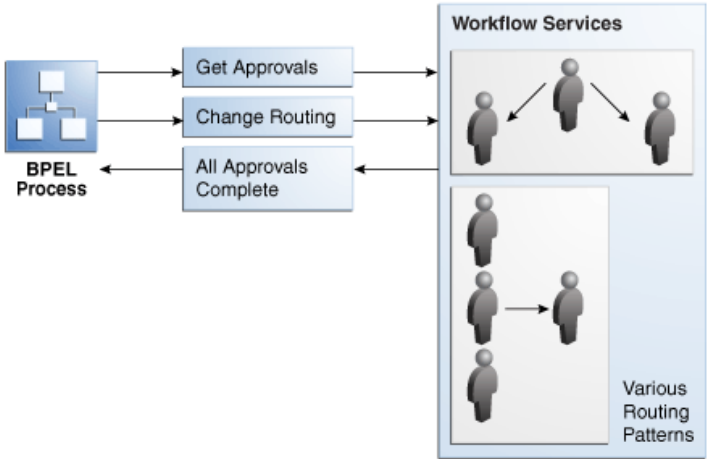 Workflow Services
Get Approvals
Change Routing
All Approvals
Complete
BPEL
Process
Various
Routing
Patterns